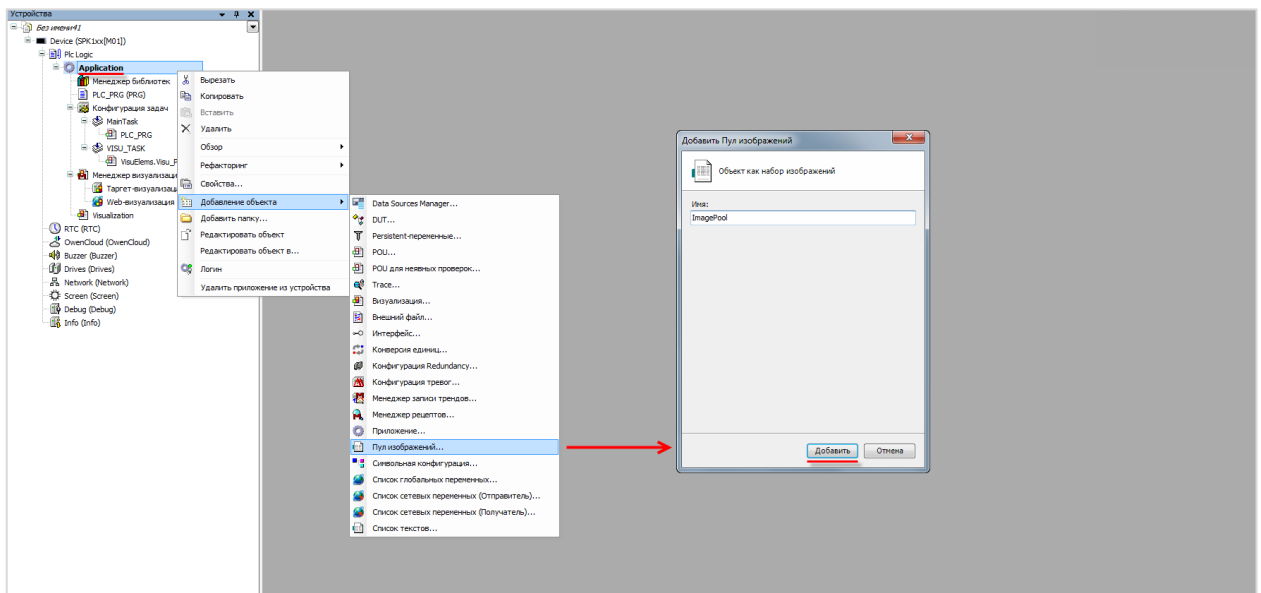 Устройства
Без имени41
Device (SPK1xx[M01])
Plc Logic
Application
Менеджер библиотек
PLC_PRG (PRG)
Конфигурация задач
MainTask
PLC_PRG
VISU_TASK
VisuElems.Visu_P
Менеджер визуализаци
Таргет-визуализац
Web-визуализация
Visualization
RTC (RTC)
OwenCloud (OwenCloud)
Buzzer (Buzzer)
Drives (Drives)
Network (Network)
Screen (Screen)
Debug (Debug)
Info (Info)
Вырезать
Копировать
Вставить
Удалить
Обзор
Рефакторинг
Свойства...
Добавление объекта
Добавить папку...
Редактировать объект
Редактировать объект в...
Логин
Удалить приложение из устройства
Data Sources Manager...
DUT...
Persistent-переменные...
POU...
POU для неявных проверок...
Trace...
Визуализация...
Внешний файл...
Интерфейс...
Конверсия единиц...
Конфигурация Redundancy...
Конфигурация тревог...
Менеджер записи трендов...
Менеджер рецептов...
Приложение...
Пул изображений...
Символьная конфигурация...
Список глобальных переменных...
Список сетевых переменных (Отправитель)...
Список сетевых переменных (Получатель)...
Список текстов...
Добавить Пул изображений
Объект как набор изображений
Имя:
ImagePool
Добавить
Отмена